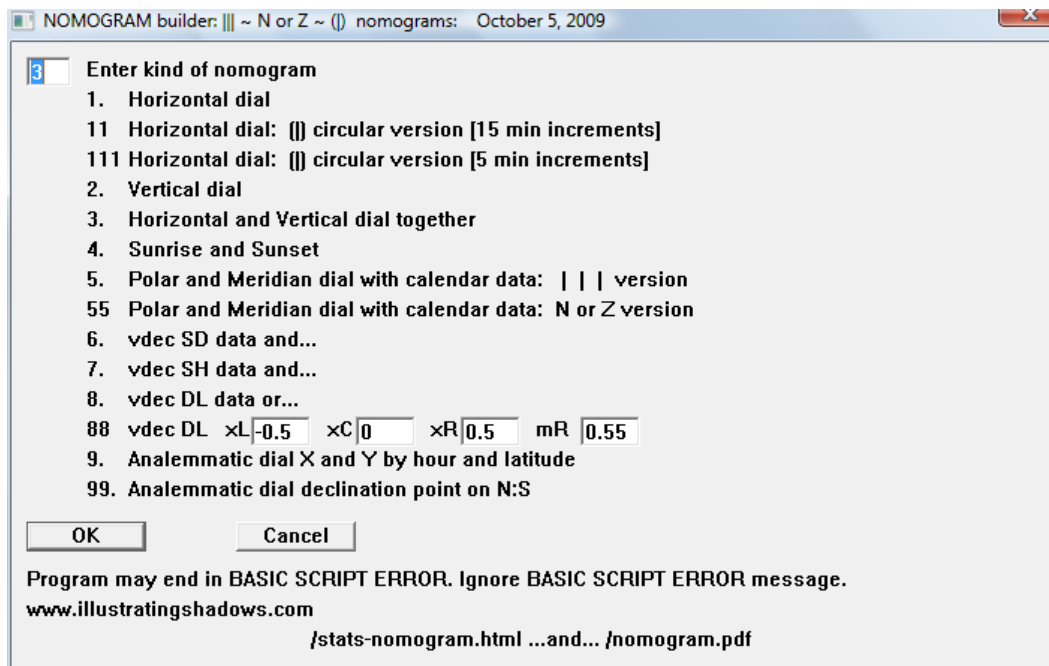 NOMOGRAM builder: ||| ~ N or Z ~ (|) nomograms: October 5, 2009
3 Enter kind of nomogram
1. Horizontal dial
11 Horizontal dial: (|) circular version [15 min increments]
111 Horizontal dial: (|) circular version [5 min increments]
2. Vertical dial
3. Horizontal and Vertical dial together
4. Sunrise and Sunset
5. Polar and Meridian dial with calendar data: | | | version
55 Polar and Meridian dial with calendar data: N or Z version
6. vdec SD data and...
7. vdec SH data and...
8. vdec DL data or...
88 vdec DL xL -0.5 xC 0 xR 0.5 mR 0.55
9. Analemmatic dial X and Y by hour and latitude
99. Analemmatic dial declination point on N:S
OK Cancel
Program may end in BASIC SCRIPT ERROR. Ignore BASIC SCRIPT ERROR message.
www.illustratingshadows.com
/stats-nomogram.html ...and... /nomogram.pdf